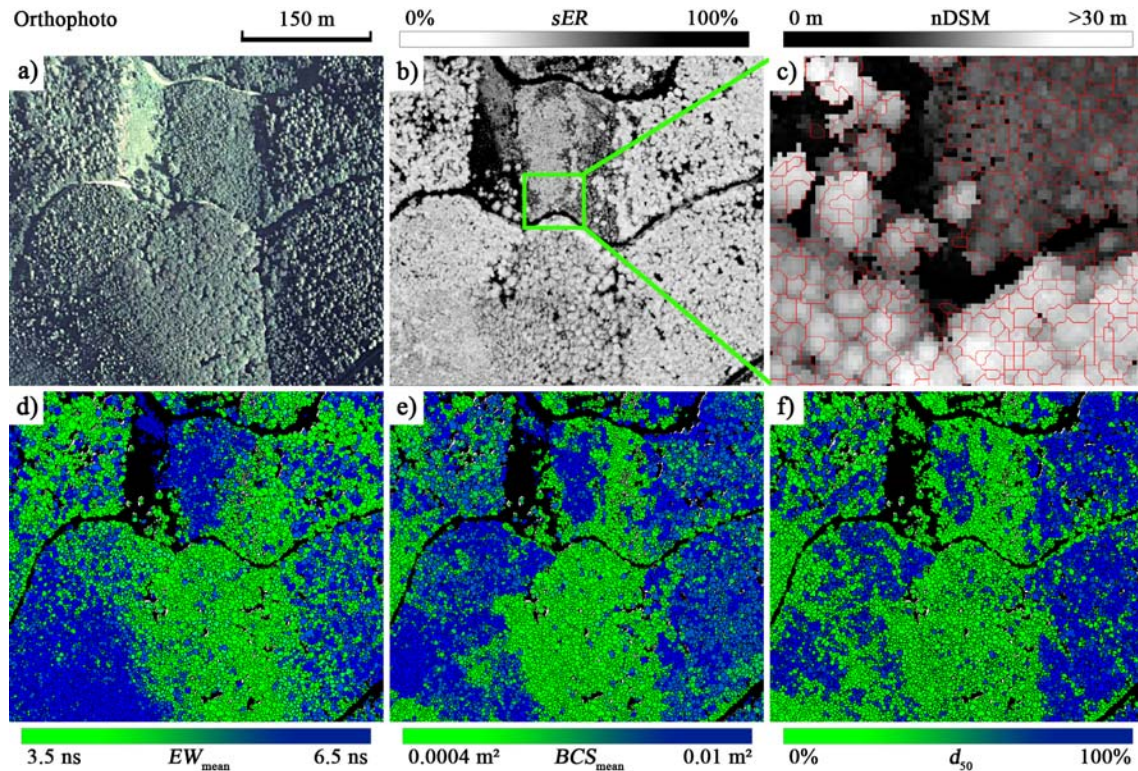 Orthophoto
150 m
0% sER 100%
0 m nDSM >30 m
a)
b)
c)
d)
e)
f)
3.5 ns EWmean 6.5 ns
0.0004 m² BCSmean 0.01 m²
0% d50 100%